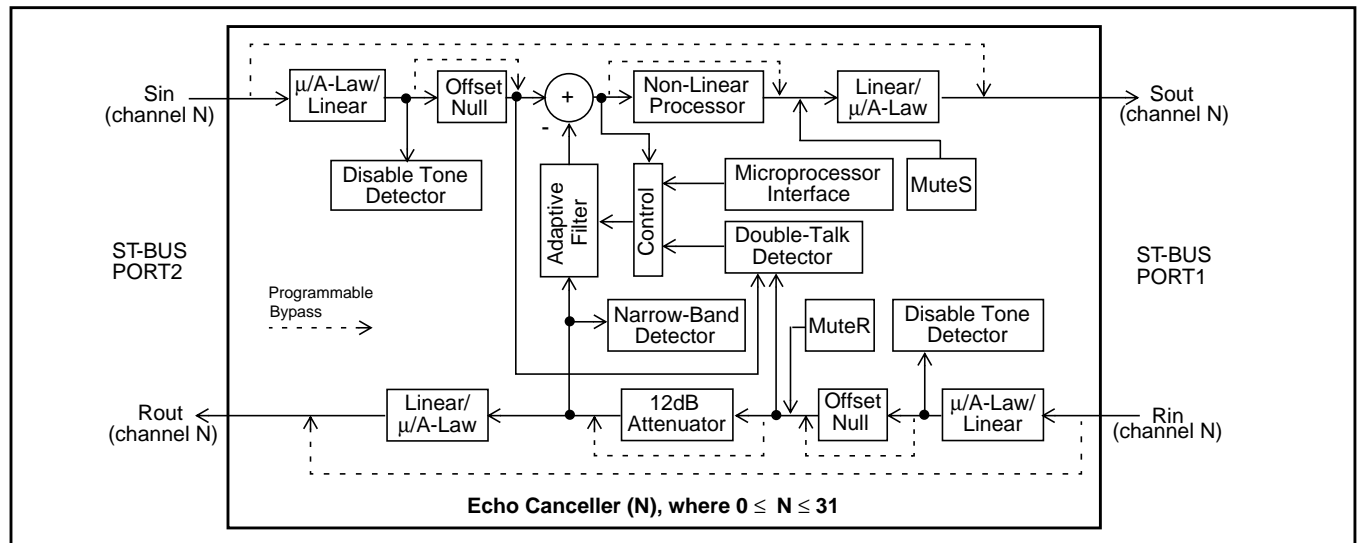 Sin
(channel N)
μ/A-Law/
Linear
Offset
Null
+
-
Non-Linear
Processor
Linear/
μ/A-Law
Sout
(channel N)
Disable Tone
Detector
Adaptive
Filter
Control
Microprocessor
Interface
MuteS
Double-Talk
Detector
ST-BUS
PORT2
ST-BUS
PORT1
Programmable
Bypass
Narrow-Band
Detector
MuteR
Disable Tone
Detector
Rout
(channel N)
Linear/
μ/A-Law
12dB
Attenuator
Offset
Null
μ/A-Law/
Linear
Rin
(channel N)
Echo Canceller (N), where 0 ≤ N ≤ 31